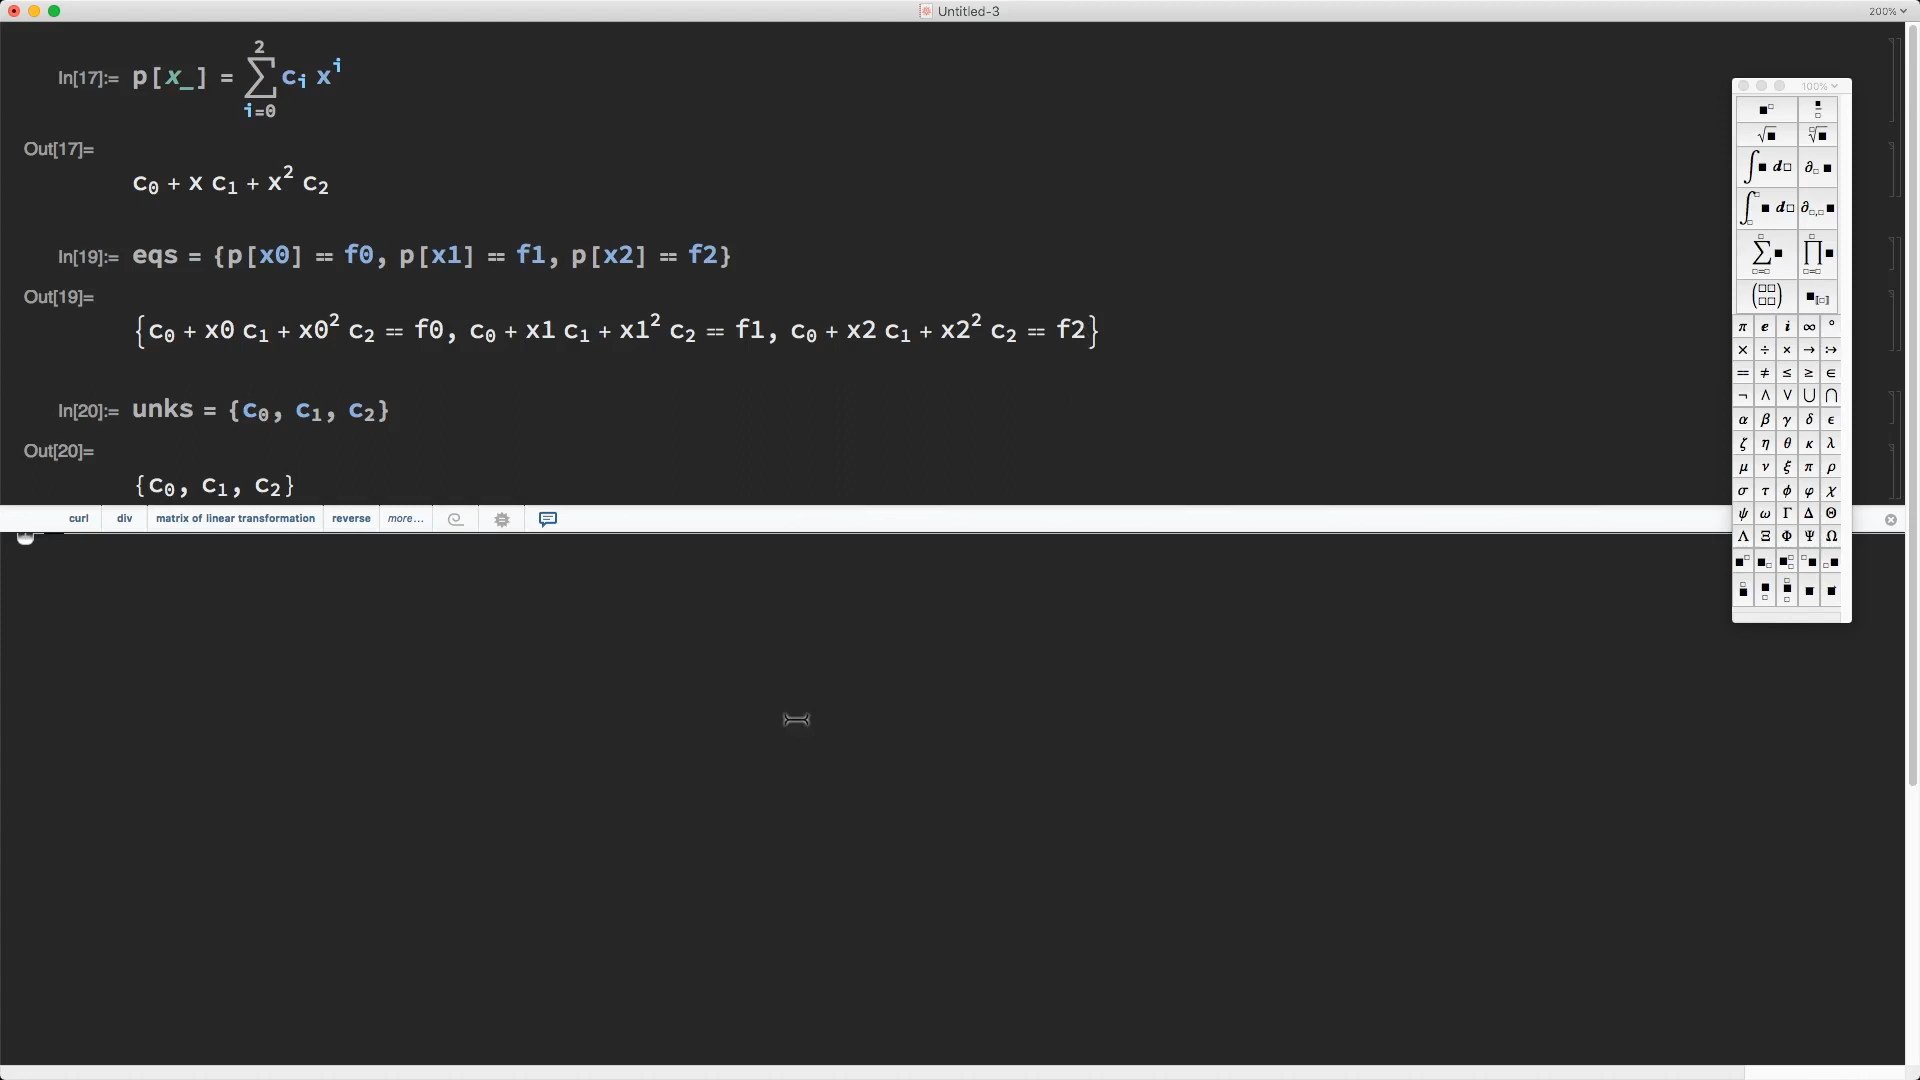 Untitled-3
200%
In[17]:= p[x_] = ∑_{i=0}^{2} c_i x^i
Out[17]=
c₀ + x c₁ + x² c₂
In[19]:= eqs = {p[x0] == f0, p[x1] == f1, p[x2] == f2}
Out[19]=
{c₀ + x0 c₁ + x0² c₂ == f0, c₀ + x1 c₁ + x1² c₂ == f1, c₀ + x2 c₁ + x2² c₂ == f2}
In[20]:= unks = {c₀, c₁, c₂}
Out[20]=
{c₀, c₁, c₂}
curl div matrix of linear transformation reverse more...
100%
■^□ ■/□
√■ □√■
∫■ d□ ∂_□ ■
∫_□^□ ■ d□ ∂_{□,□} ■
∑_{□=□}^{□} ■ ∏_{□=□}^{□} ■
(□□ □□) ■〚□〛
π e i ∞ °
× ÷ × → :→
== ≠ ≤ ≥ ∈
¬ ∧ ∨ ∪ ∩
α β γ δ ϵ
ζ η θ κ λ
μ ν ξ π ρ
σ τ ϕ φ χ
ψ ω Γ Δ Θ
Λ Ξ Φ Ψ Ω